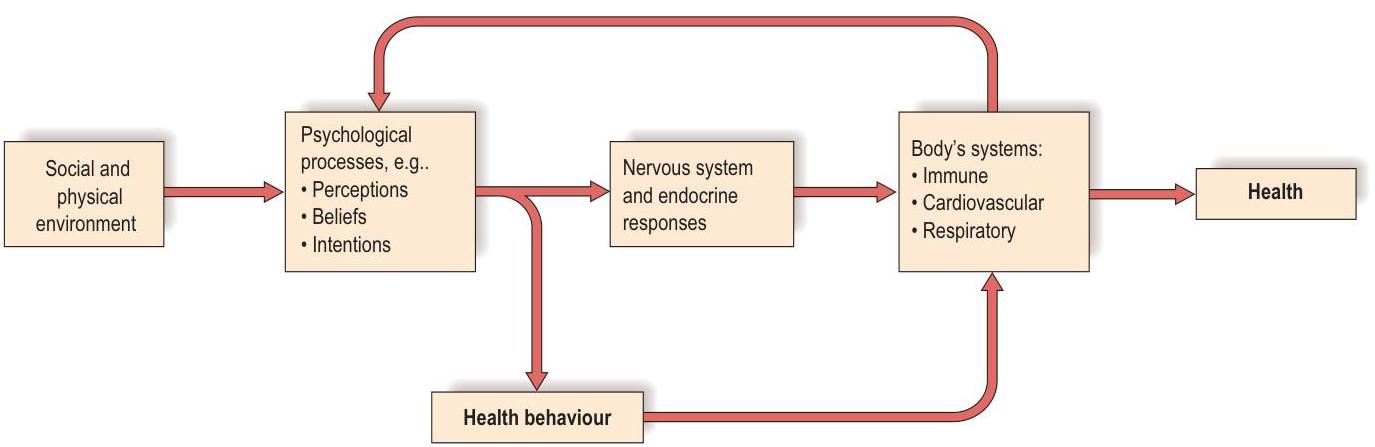 Social and
physical
environment
Psychological
processes, e.g..
• Perceptions
• Beliefs
• Intentions
Nervous system
and endocrine
responses
Body's systems:
• Immune
• Cardiovascular
• Respiratory
Health
Health behaviour